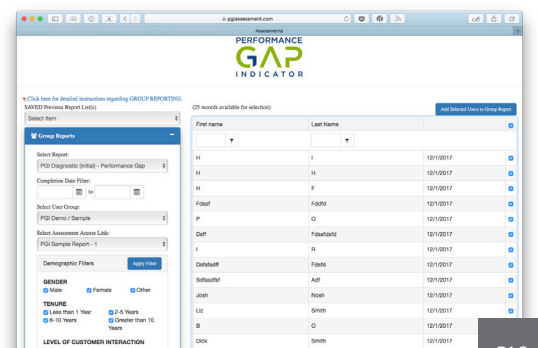 pgiassessment.com
Assessments
PERFORMANCE
GAP
INDICATOR
Click here for detailed instructions regarding GROUP REPORTING.
SAVED Previous Report List(s)
Select Item
Group Reports
Select Report:
PGI Diagnostic (initial) - Performance Gap
Completion Date Filter:
to
Select User Group:
PGI Demo / Sample
Select Assessment Access Link:
PGI Sample Report - 1
Demographic Filters
Apply Filter
GENDER
Male Female Other
TENURE
Less than 1 Year 2-5 Years
6-10 Years Greater than 10 Years
LEVEL OF CUSTOMER INTERACTION
(25 records available for selection)
Add Selected Users to Group Report
First name Last Name
H I 12/1/2017
H H 12/1/2017
H F 12/1/2017
Fdasf Fddfd 12/1/2017
P O 12/1/2017
Daff Fdasfdafd 12/1/2017
I R 12/1/2017
Defafadff Fdafd 12/1/2017
Sdfasdfsf Adf 12/1/2017
Josh Nosh 12/1/2017
Liz Smith 12/1/2017
B O 12/1/2017
Dick Smith 12/1/2017